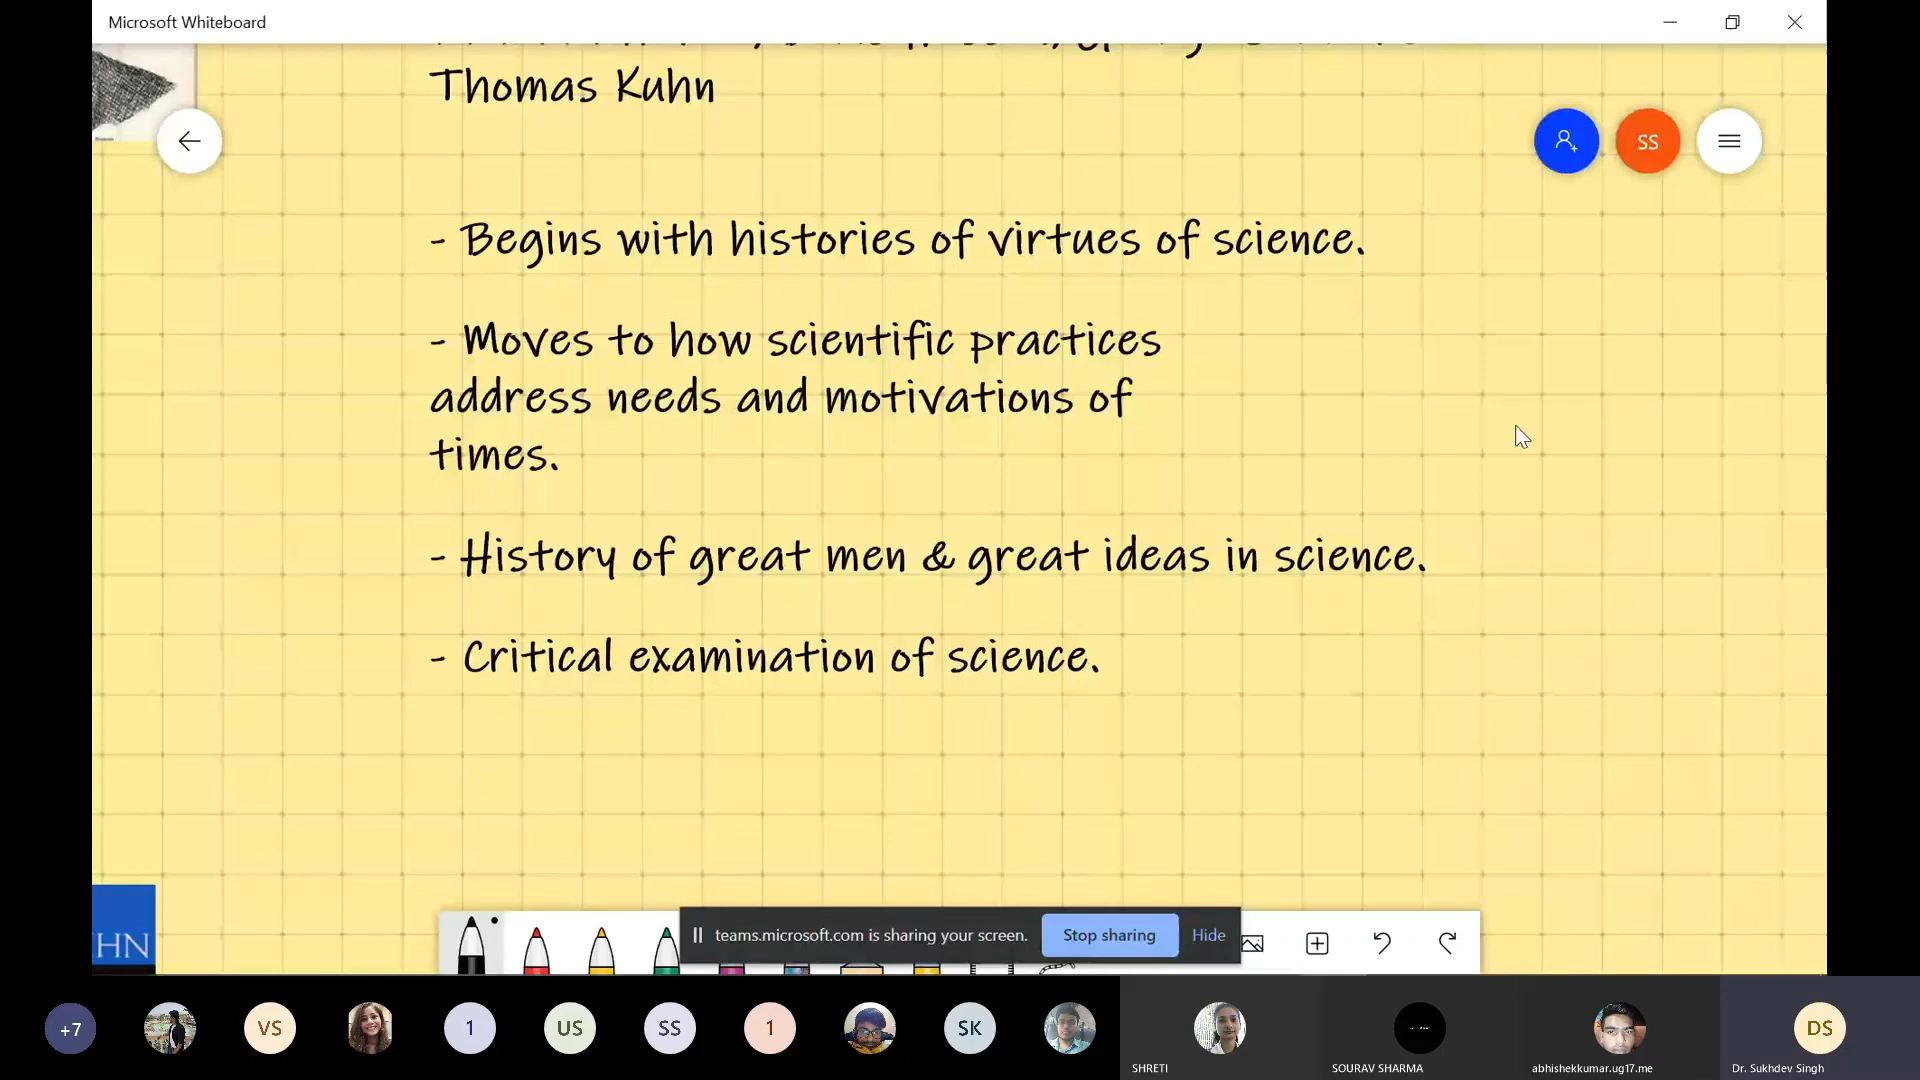 Microsoft Whiteboard
Thomas Kuhn
SS
- Begins with histories of virtues of science.
- Moves to how scientific practices
address needs and motivations of
times.
- History of great men & great ideas in science.
- Critical examination of science.
HN
teams.microsoft.com is sharing your screen.
Stop sharing
Hide
+7
VS
1
US
SS
1
SK
DS
SHRETI
SOURAV SHARMA
abhishekkumar.ug17.me
Dr. Sukhdev Singh